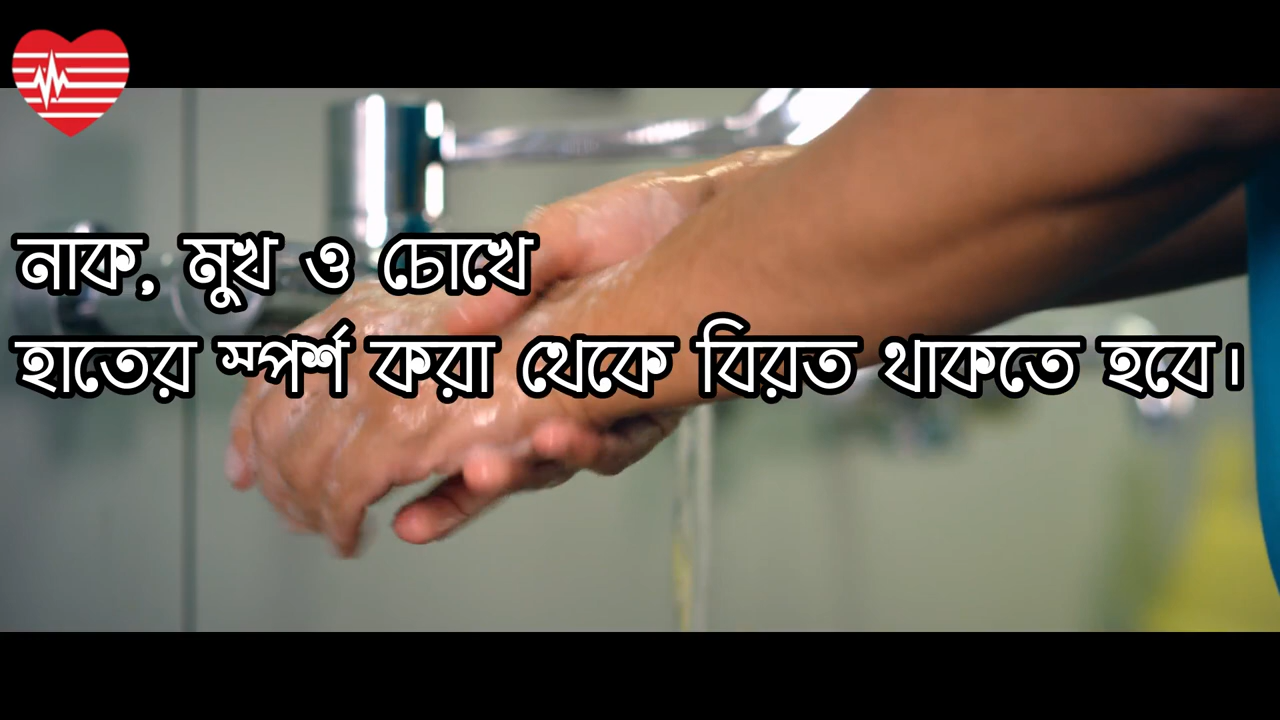 নাক, মুখ ও চোখে
হাতের স্পর্শ করা থেকে বিরত থাকতে হবে।